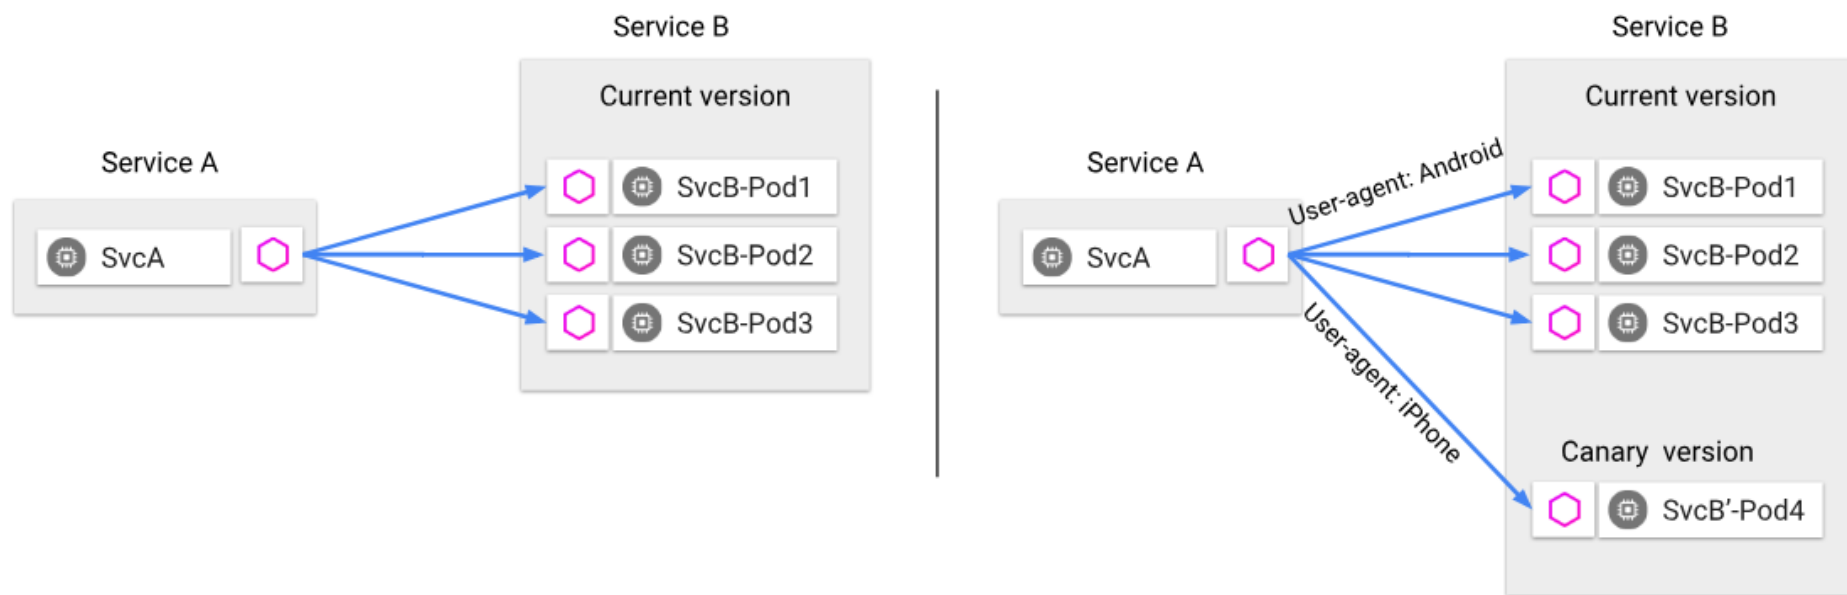 Service B
Current version
Service A
SvcA
SvcB-Pod1
SvcB-Pod2
SvcB-Pod3
Service B
Current version
Service A
SvcA
User-agent: Android
User-agent: iPhone
SvcB-Pod1
SvcB-Pod2
SvcB-Pod3
Canary version
SvcB’-Pod4